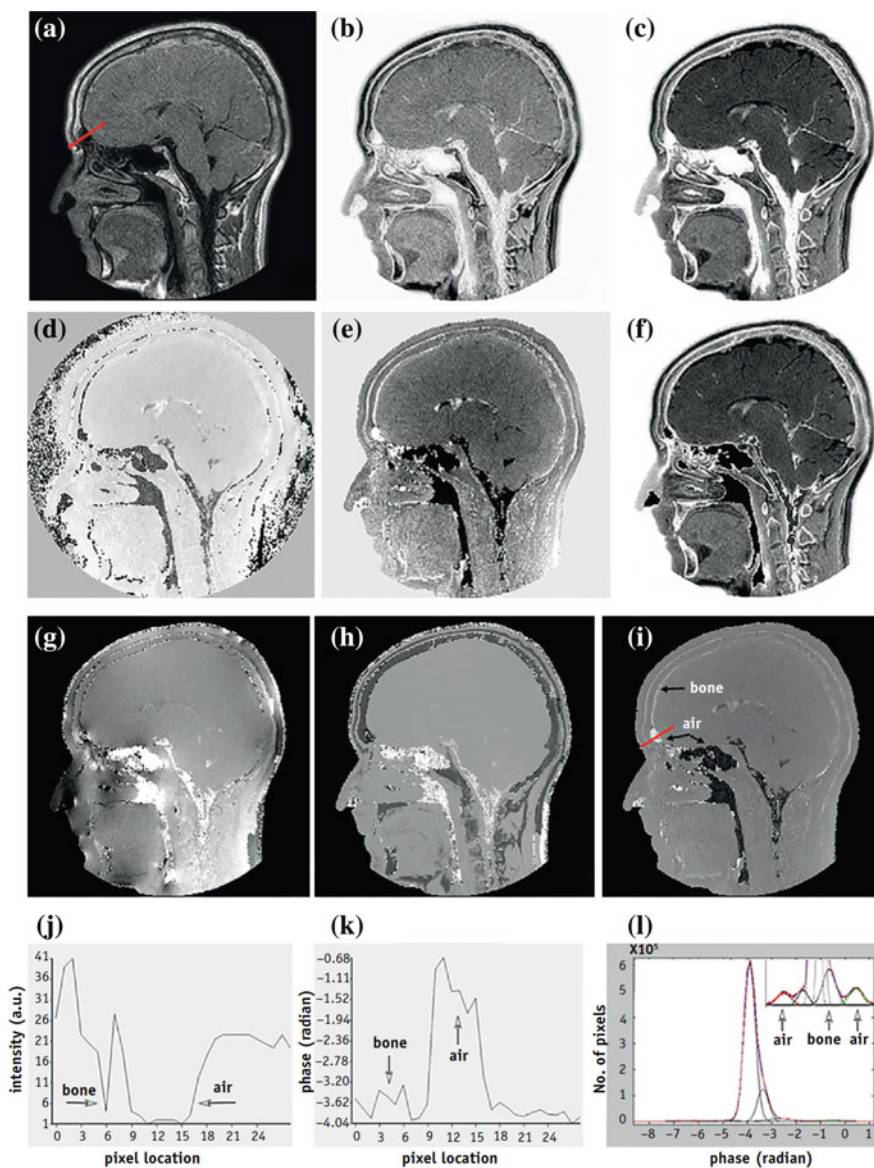 (a) (b) (c)
(d) (e) (f)
(g) (h) (i)
bone
air
(j) (k) (l)
41
36
31
26
21
16
11
6
1
intensity (a.u.)
bone
air
0 3 6 9 12 15 18 21 24
pixel location
-0.68
-1.11
-1.52
-1.94
-2.36
-2.78
-3.20
-3.62
-4.04
phase (radian)
bone
air
0 3 6 9 12 15 18 21 24
pixel location
X10⁵
6
5
4
3
2
1
0
No. of pixels
air bone air
-8 -7 -6 -5 -4 -3 -2 -1 0 1
phase (radian)